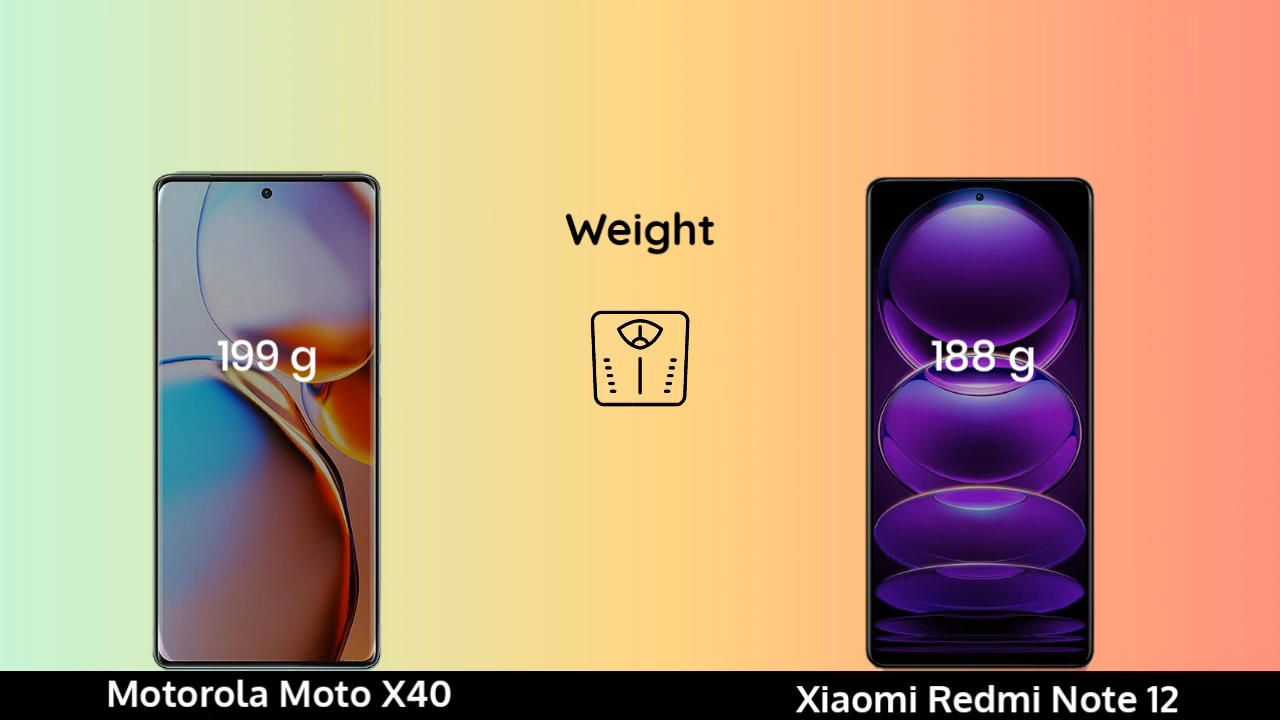 Weight
199 g
188 g
Motorola Moto X40
Xiaomi Redmi Note 12